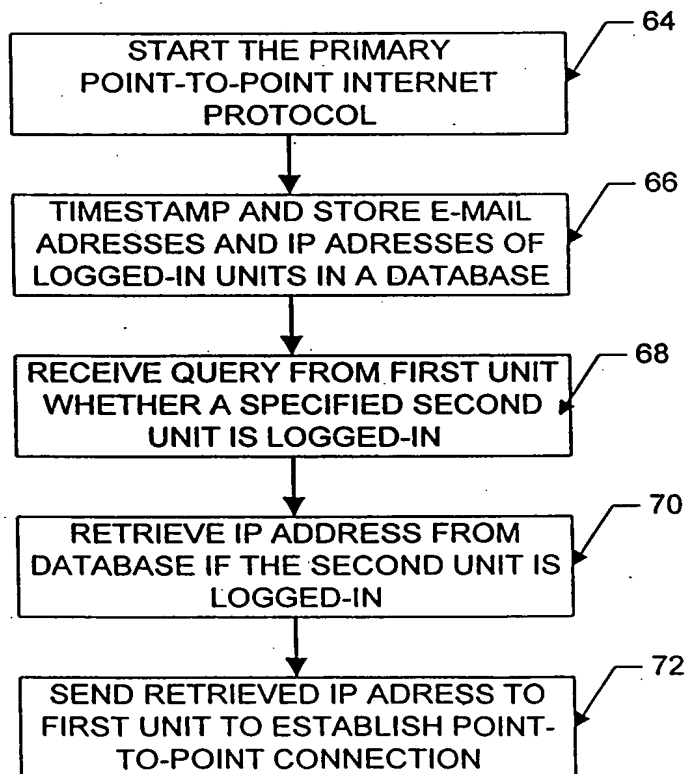 64
START THE PRIMARY
POINT-TO-POINT INTERNET
PROTOCOL
66
TIMESTAMP AND STORE E-MAIL
ADRESSES AND IP ADRESSES OF
LOGGED-IN UNITS IN A DATABASE
68
RECEIVE QUERY FROM FIRST UNIT
WHETHER A SPECIFIED SECOND
UNIT IS LOGGED-IN
70
RETRIEVE IP ADDRESS FROM
DATABASE IF THE SECOND UNIT IS
LOGGED-IN
72
SEND RETRIEVED IP ADRESS TO
FIRST UNIT TO ESTABLISH POINT-
TO-POINT CONNECTION